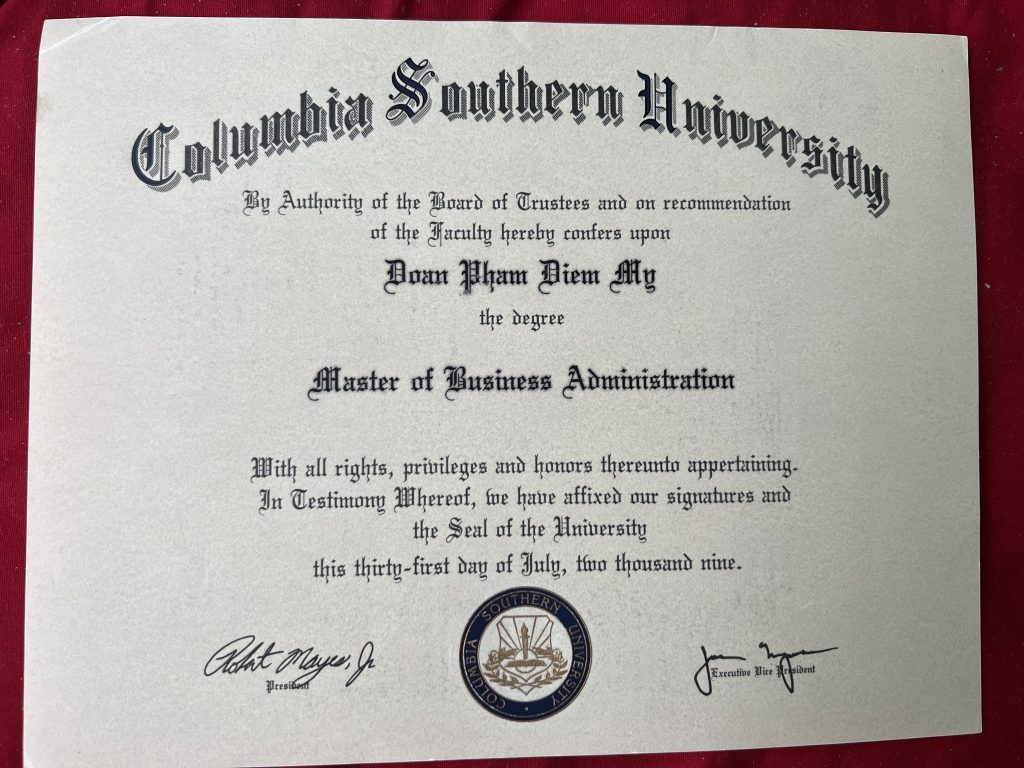 Columbia Southern University
By Authority of the Board of Trustees and on recommendation
of the Faculty hereby confers upon
Doan Pham Diem My
the degree
Master of Business Administration
With all rights, privileges and honors thereunto appertaining.
In Testimony Whereof, we have affixed our signatures and
the Seal of the University
this thirty-first day of July, two thousand nine.
Robert Mayes, Jr
President
COLUMBIA SOUTHERN UNIVERSITY
Executive Vice President